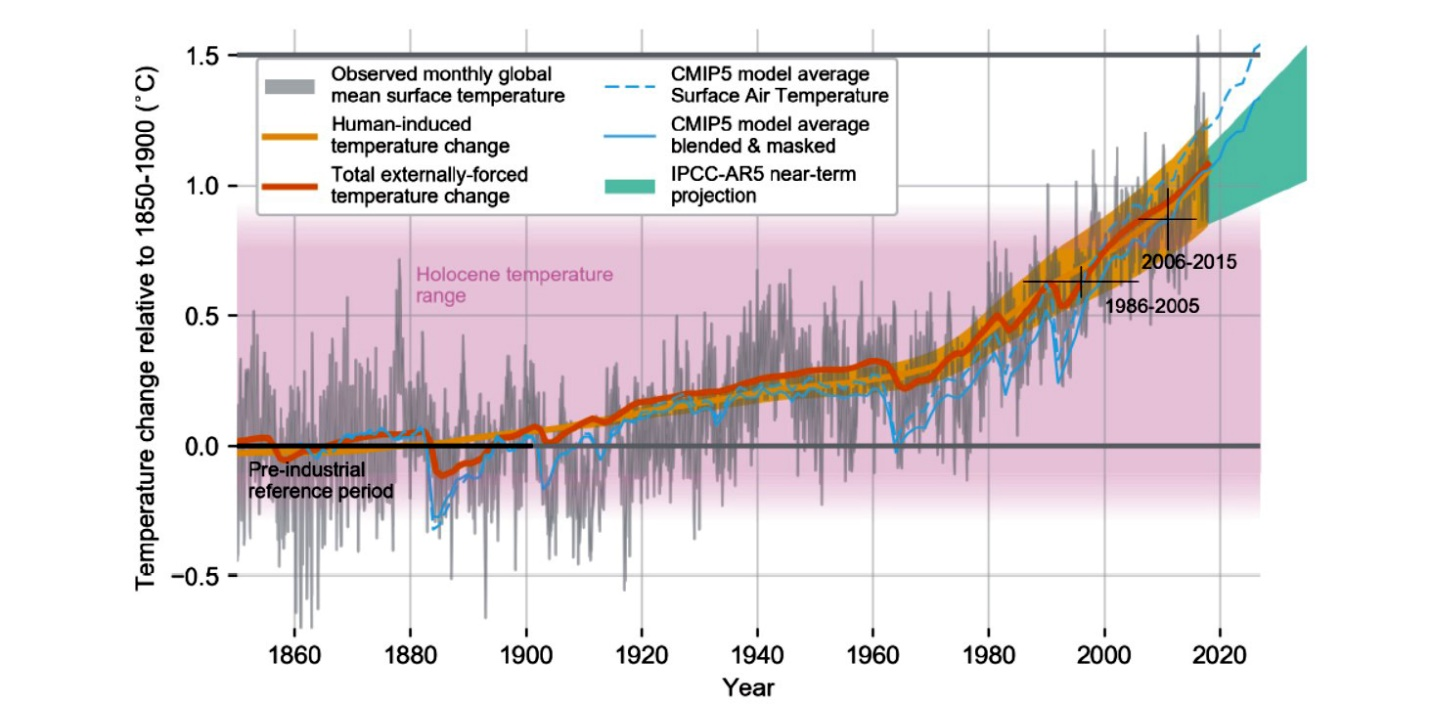 Temperature change relative to 1850-1900 (°C)
1.5
1.0
0.5
0.0
−0.5
Observed monthly global
mean surface temperature
Human-induced
temperature change
Total externally-forced
temperature change
CMIP5 model average
Surface Air Temperature
CMIP5 model average
blended & masked
IPCC-AR5 near-term
projection
Holocene temperature
range
2006-2015
1986-2005
Pre-industrial
reference period
1860 1880 1900 1920 1940 1960 1980 2000 2020
Year